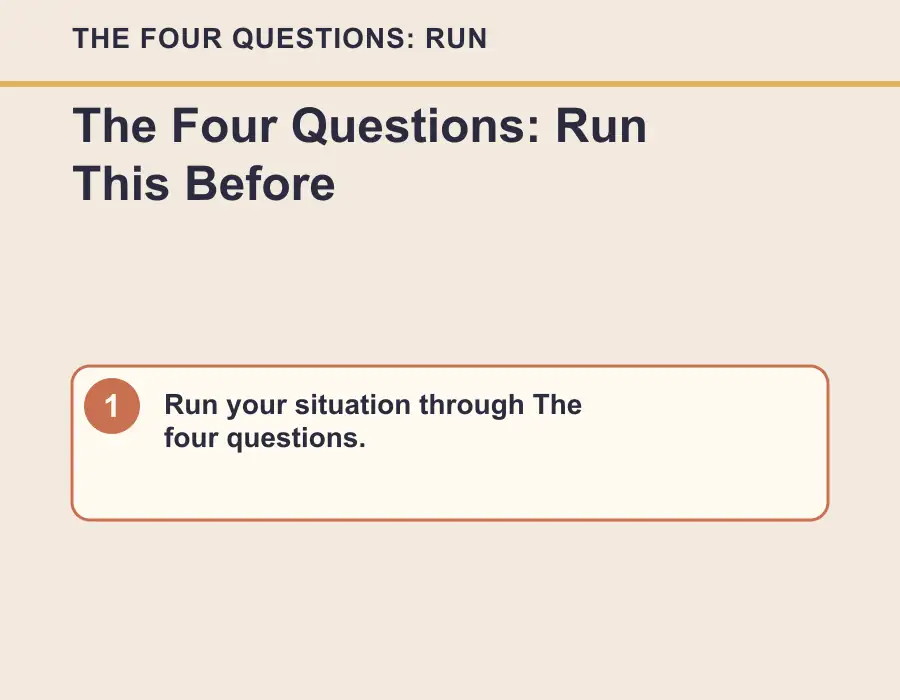 THE FOUR QUESTIONS: RUN
The Four Questions: Run
This Before
1
Run your situation through The
four questions.